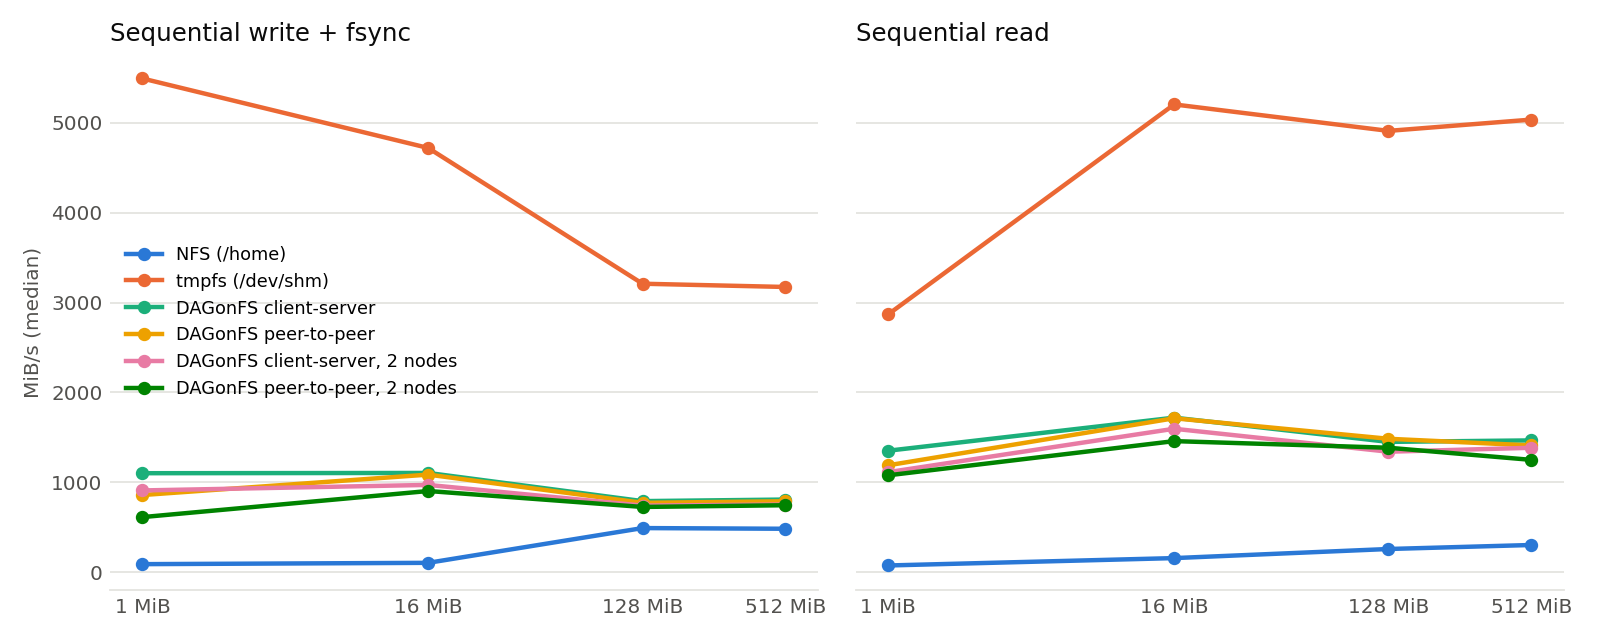 Sequential write + fsync
Sequential read
MiB/s (median)
5000
4000
3000
2000
1000
0
NFS (/home)
tmpfs (/dev/shm)
DAGonFS client-server
DAGonFS peer-to-peer
DAGonFS client-server, 2 nodes
DAGonFS peer-to-peer, 2 nodes
1 MiB 16 MiB 128 MiB 512 MiB
1 MiB 16 MiB 128 MiB 512 MiB